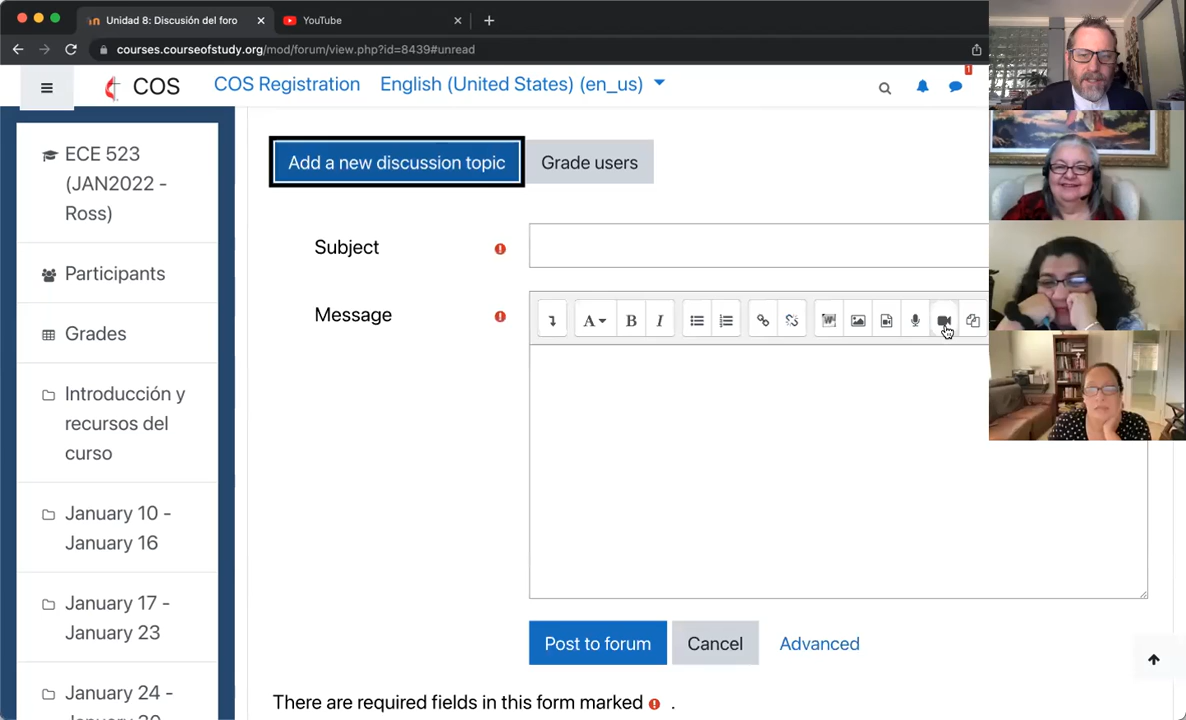 Unidad 8: Discusión del foro
YouTube
courses.courseofstudy.org/mod/forum/view.php?id=8439#unread
COS
COS Registration
English (United States) (en_us)
1
ECE 523
(JAN2022 -
Ross)
Participants
Grades
Introducción y
recursos del
curso
January 10 -
January 16
January 17 -
January 23
January 24 -
Add a new discussion topic
Grade users
Subject
Message
A
B
I
Post to forum
Cancel
Advanced
There are required fields in this form marked .